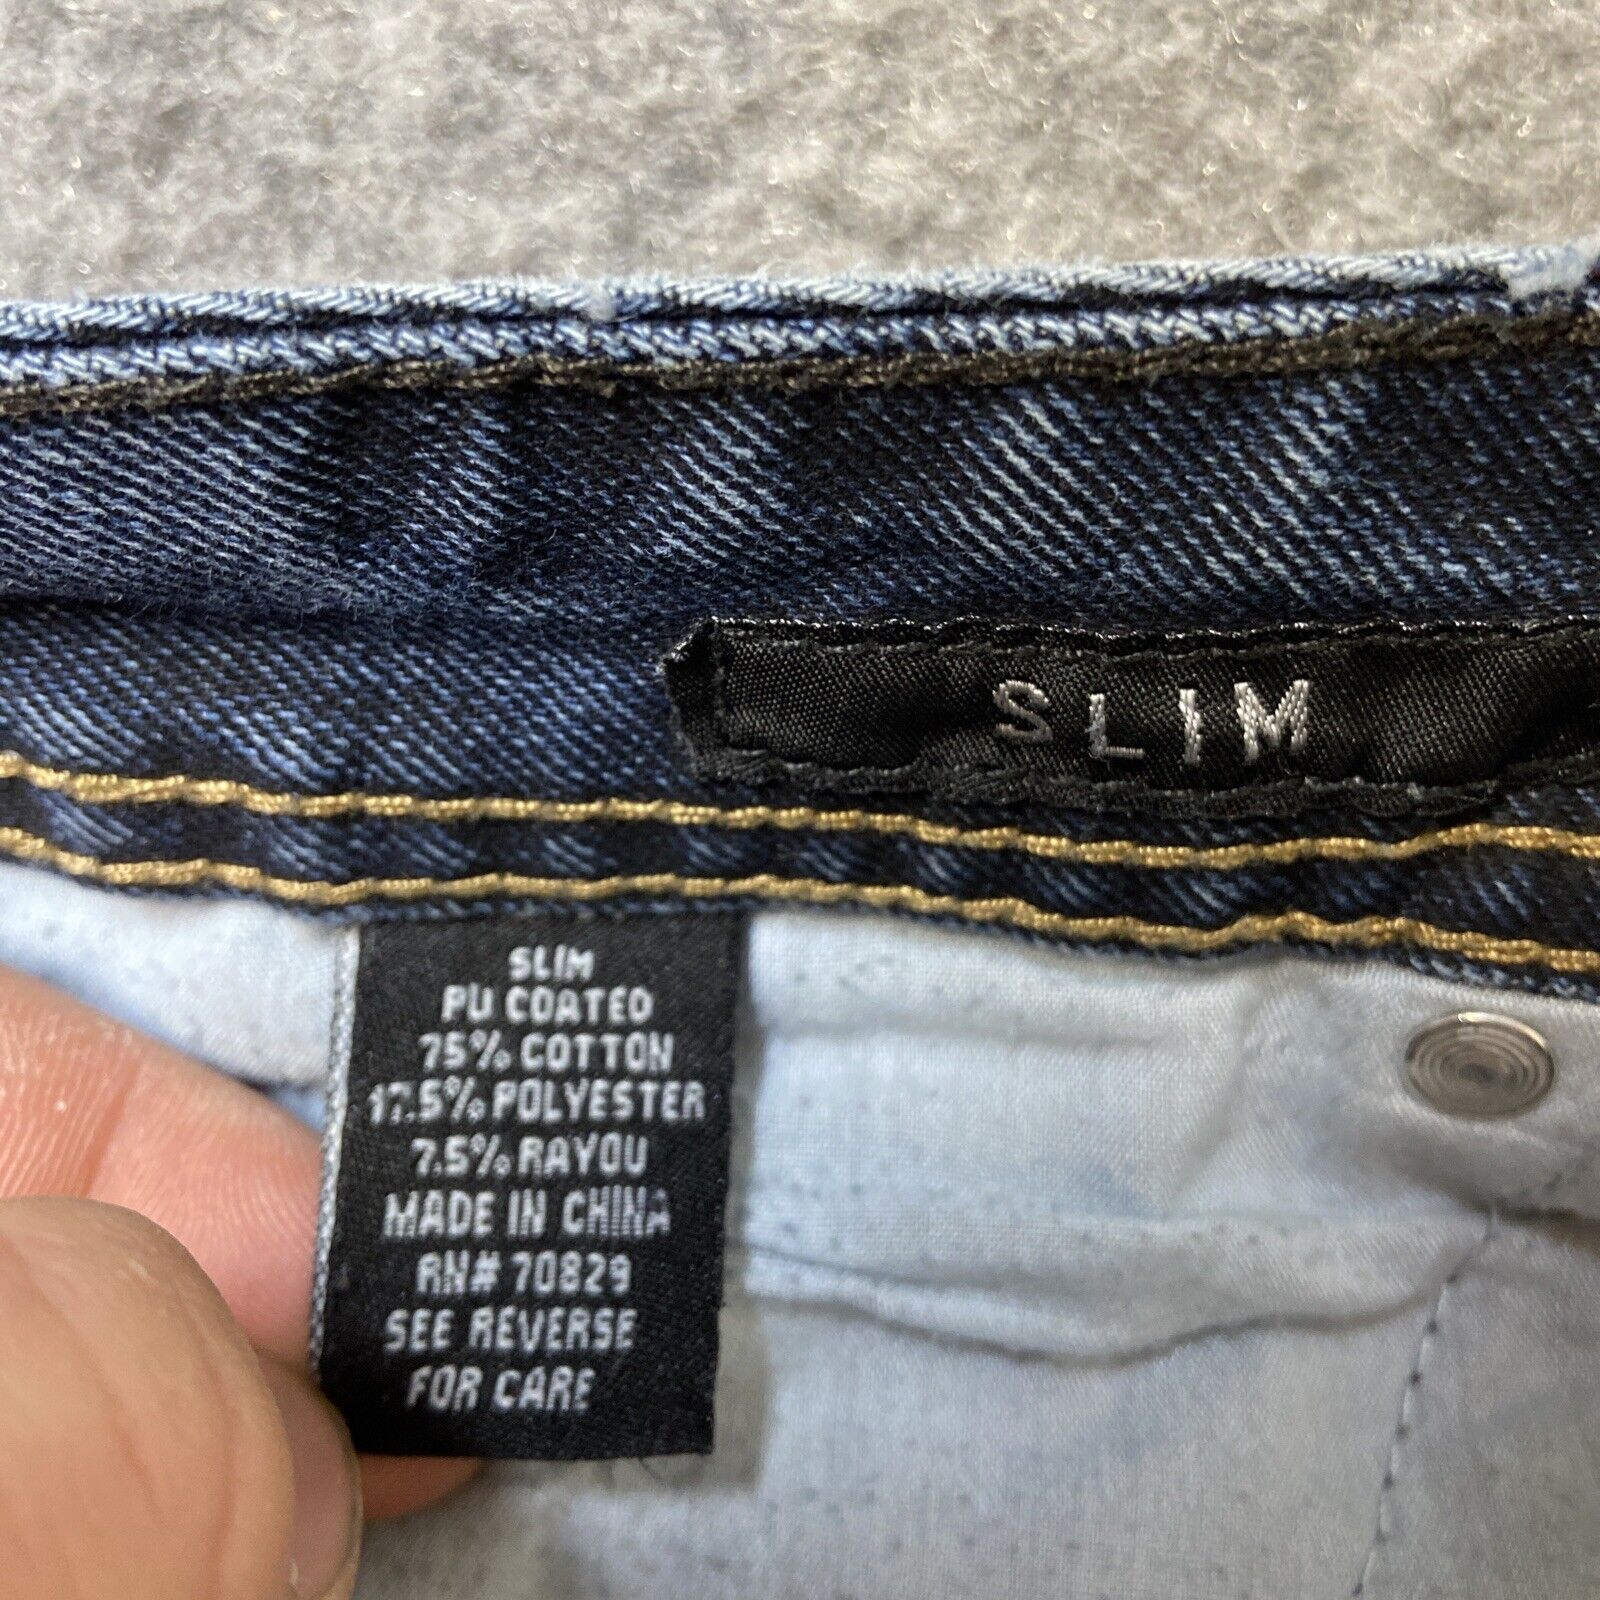 SLIM
SLIM
PU COATED
75% COTTON
17.5% POLYESTER
7.5% RAYOU
MADE IN CHINA
RN# 70829
SEE REVERSE
FOR CARE